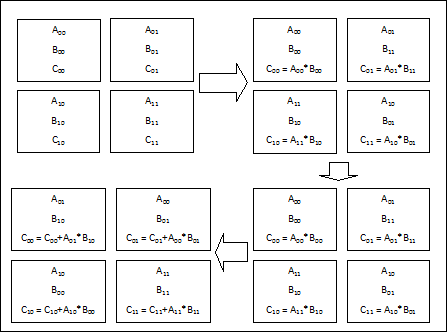 A₀₀
B₀₀
C₀₀
A₀₁
B₀₁
C₀₁
A₁₀
B₁₀
C₁₀
A₁₁
B₁₁
C₁₁
A₀₀
B₀₀
C₀₀ = A₀₀* B₀₀
A₀₁
B₁₁
C₀₁ = A₀₁* B₁₁
A₁₁
B₁₀
C₁₀ = A₁₁* B₁₀
A₁₀
B₀₁
C₁₁ = A₁₀* B₀₁
A₀₁
B₁₀
C₀₀ = C₀₀+A₀₁* B₁₀
A₀₀
B₀₁
C₀₁ = C₀₁+A₀₀* B₀₁
A₁₀
B₀₀
C₁₀ = C₁₀+A₁₀* B₀₀
A₁₁
B₁₁
C₁₁ = C₁₁+A₁₁* B₁₁
A₀₀
B₀₀
C₀₀ = A₀₀* B₀₀
A₀₁
B₁₁
C₀₁ = A₀₁* B₁₁
A₁₁
B₁₀
C₁₀ = A₁₁* B₁₀
A₁₀
B₀₁
C₁₁ = A₁₀* B₀₁